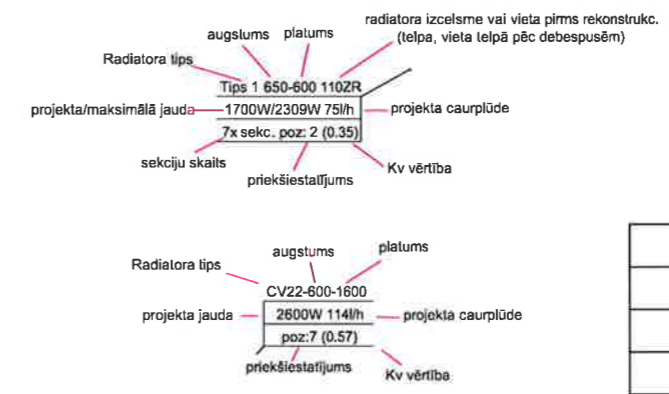 radiatora izcelsme vai vieta pirms rekonstrukc.
(telpa, vieta telpā pēc debespusēm)
augstums platums
Radiatora tips
Tips 1 650-600 110ZR
projekta/maksimālā jauda 1700W/2309W 75l/h projekta caurplūde
7x sekc. poz: 2 (0.35)
sekciju skaits
Kv vērtība
priekšiestatījums
augstums platums
Radiatora tips
CV22-600-1600
projekta jauda 2600W 114l/h projekta caurplūde
poz:7 (0.57)
priekšiestatījums
Kv vērtība